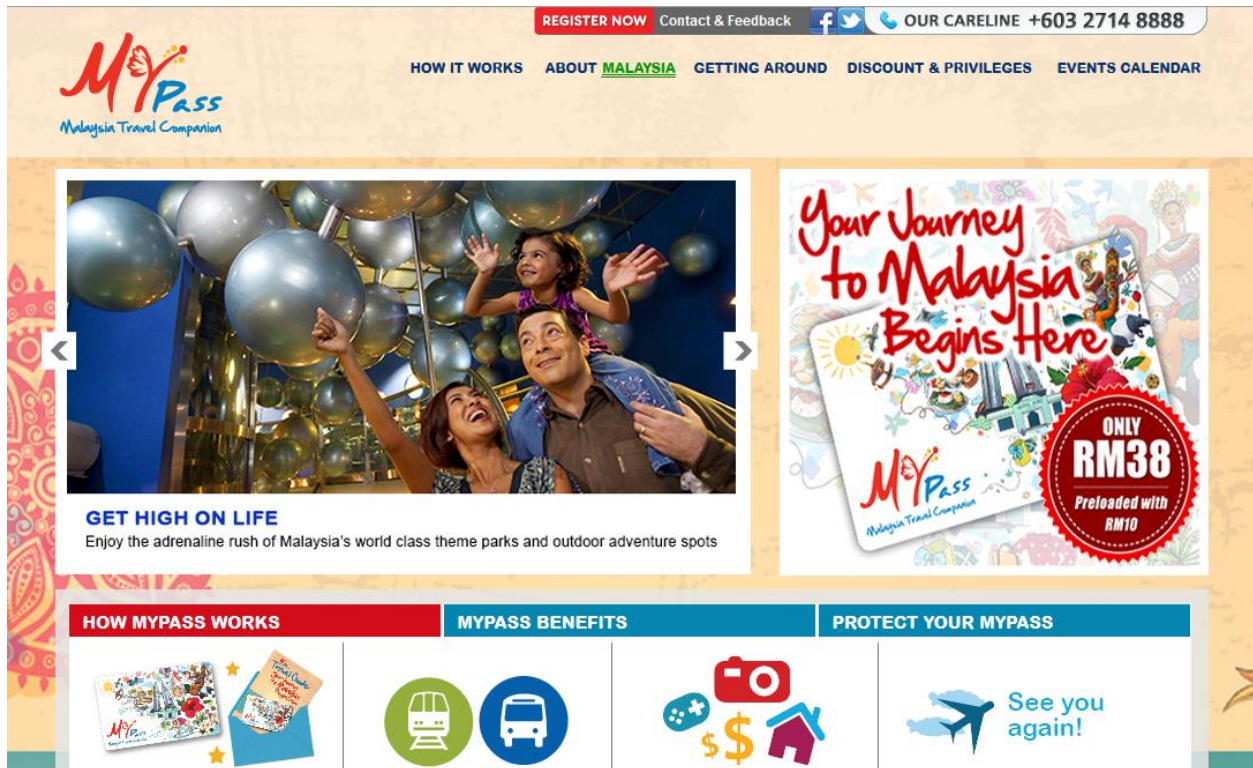 REGISTER NOW Contact & Feedback OUR CARELINE +603 2714 8888
MYPass
Malaysia Travel Companion
HOW IT WORKS ABOUT MALAYSIA GETTING AROUND DISCOUNT & PRIVILEGES EVENTS CALENDAR
GET HIGH ON LIFE
Enjoy the adrenaline rush of Malaysia's world class theme parks and outdoor adventure spots
Your Journey
to Malaysia
Begins Here
MYPass
Malaysia Travel Companion
ONLY
RM38
Preloaded with
RM10
HOW MYPASS WORKS MYPASS BENEFITS PROTECT YOUR MYPASS
MYPass
Travel Guide
See you
again!